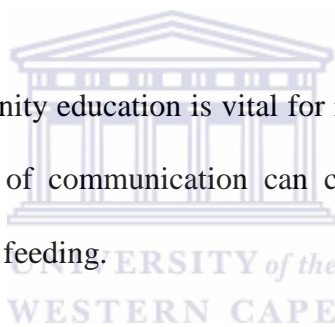 nity education is vital for
of communication can
feeding.
UNIVERSITY of the
WESTERN CAPE